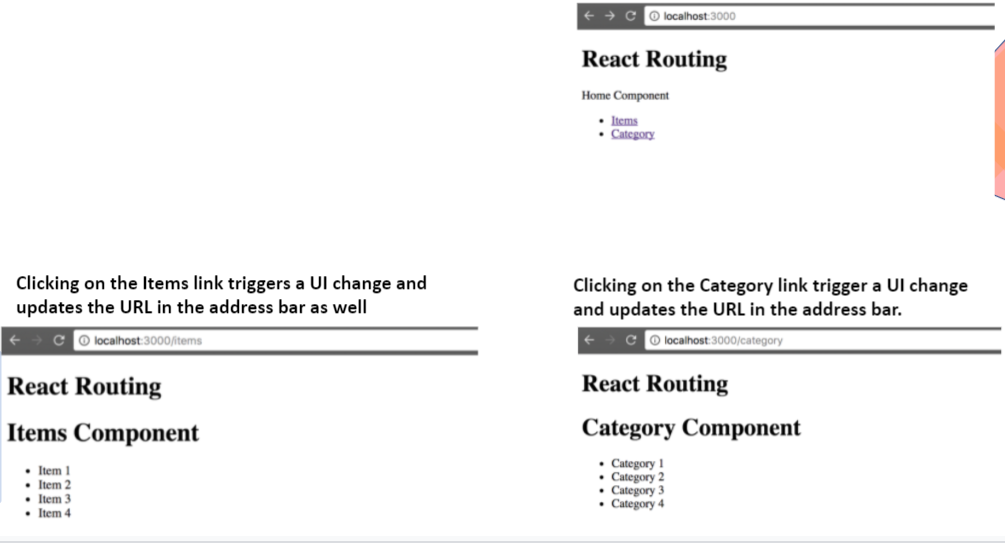 localhost:3000
React Routing
Home Component
Items
Category
Clicking on the Items link triggers a UI change and
updates the URL in the address bar as well
localhost:3000/items
React Routing
Items Component
Item 1
Item 2
Item 3
Item 4
Clicking on the Category link trigger a UI change
and updates the URL in the address bar.
localhost:3000/category
React Routing
Category Component
Category 1
Category 2
Category 3
Category 4